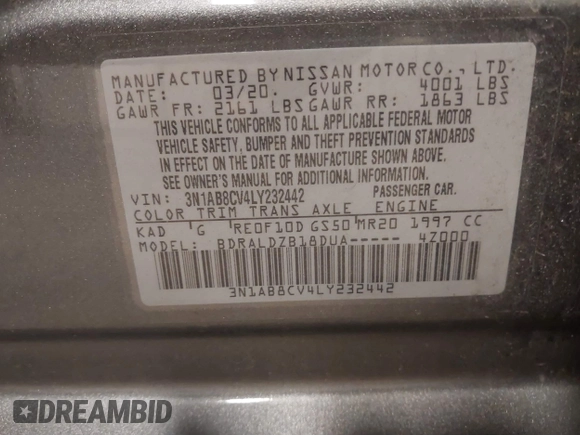 MANUFACTURED BY NISSAN MOTOR CO., LTD.
DATE: 03/20. GVWR: 4001 LBS
GAWR FR: 2161 LBS GAWR RR: 1863 LBS
THIS VEHICLE CONFORMS TO ALL APPLICABLE FEDERAL MOTOR
VEHICLE SAFETY, BUMPER, AND THEFT PREVENTION STANDARDS
IN EFFECT ON THE DATE OF MANUFACTURE SHOWN ABOVE.
SEE OWNER'S MANUAL FOR ADDITIONAL INFORMATION.
VIN: 3N1AB8CV4LY232442 PASSENGER CAR.
COLOR TRIM TRANS AXLE ENGINE
KAD G RE0F10D GS50 MR20 1997 CC
MODEL: BDRALDZB18DUA----- 4Z000
3N1AB8CV4LY232442
DREAMBID